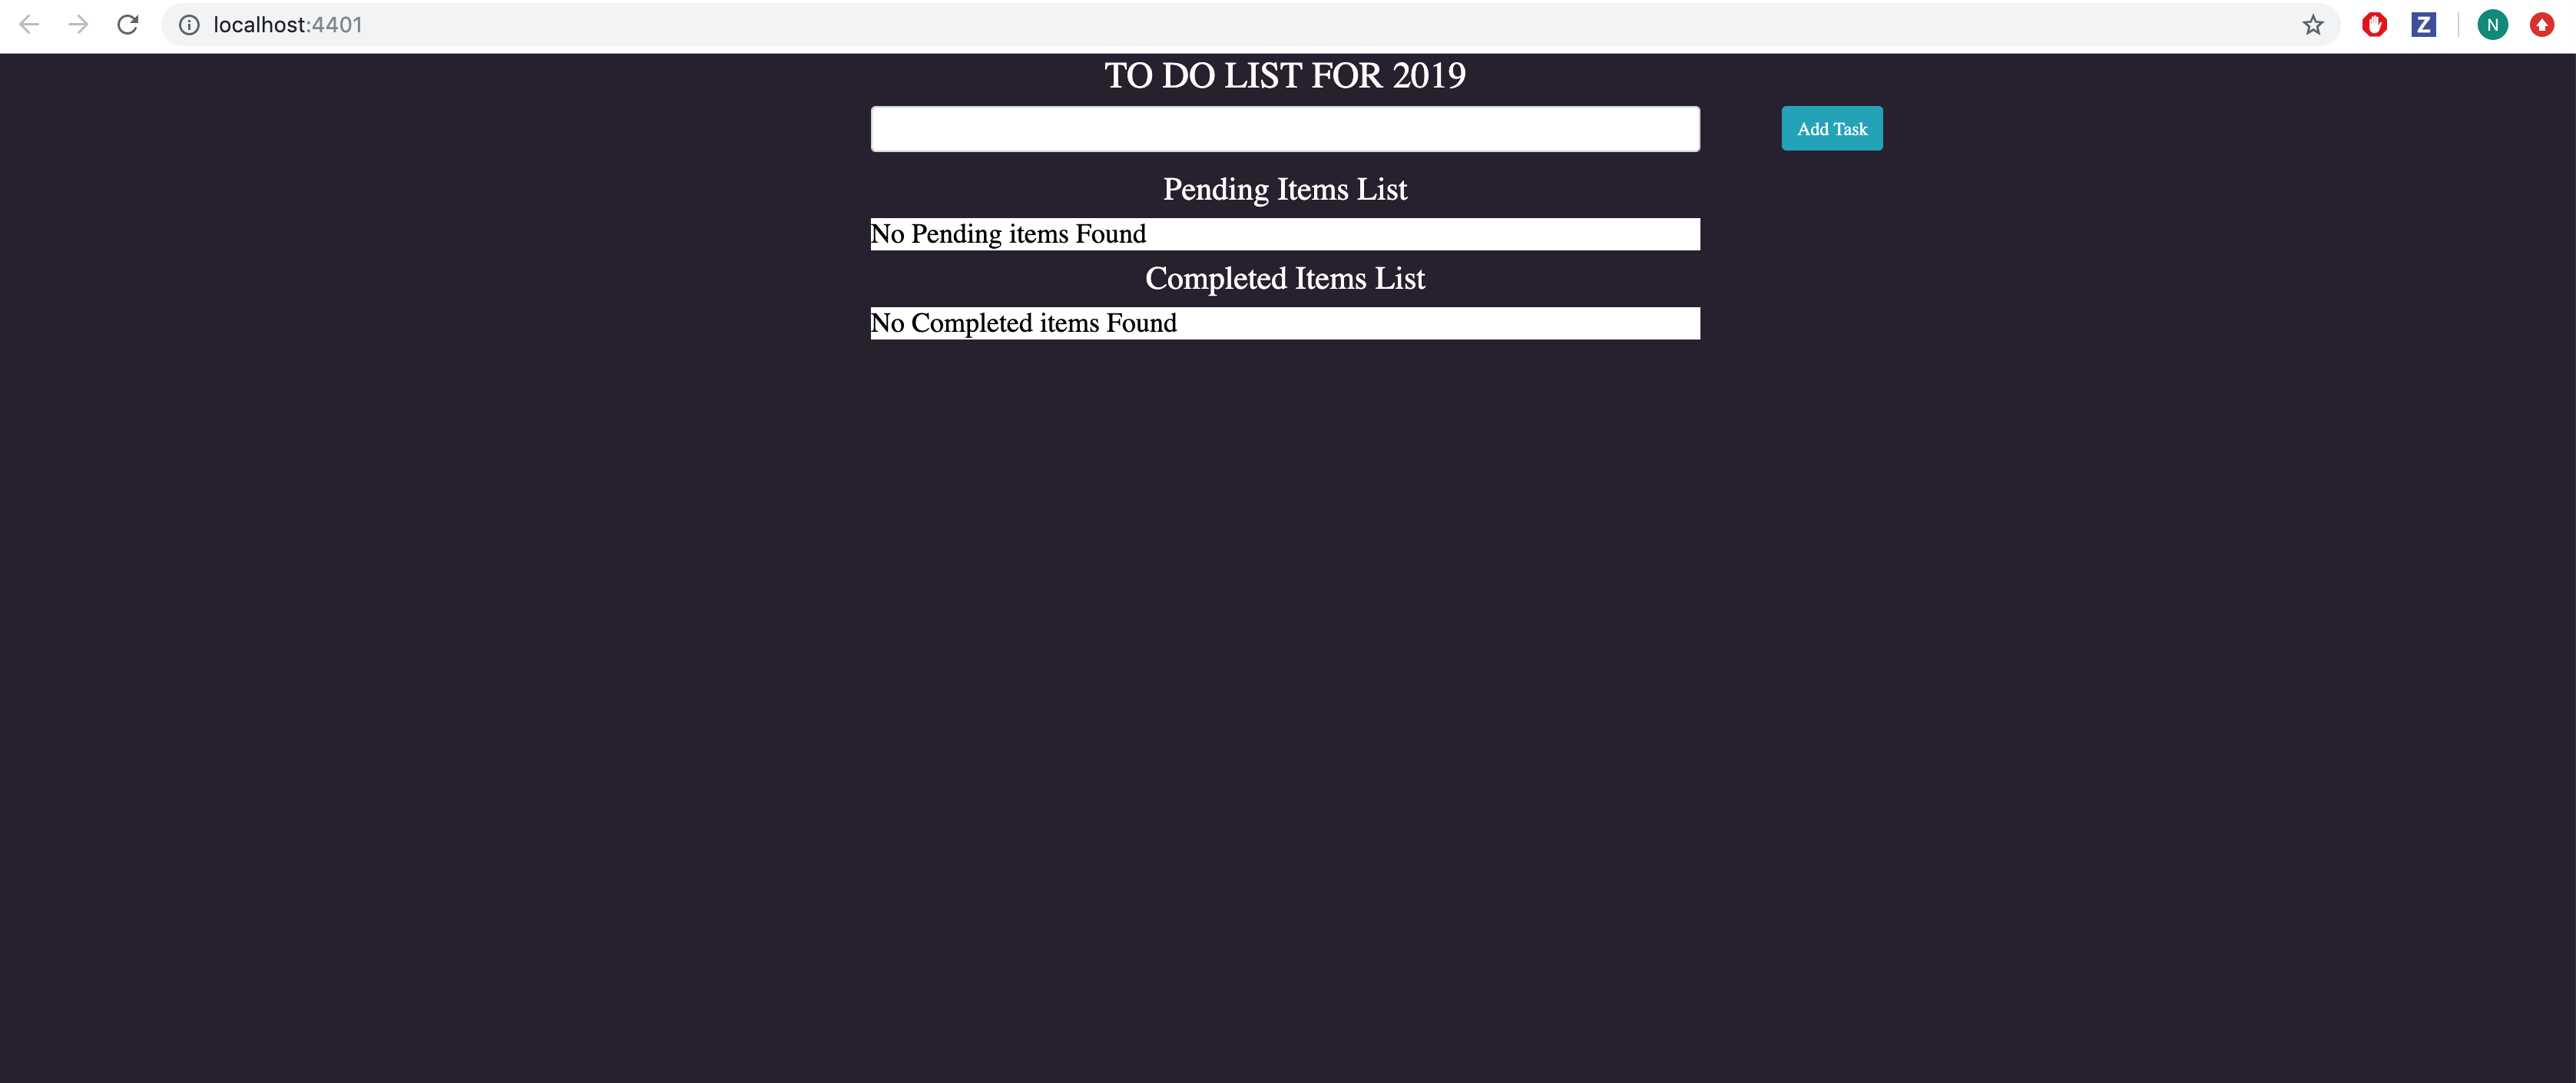 localhost:4401
Z
N
TO DO LIST FOR 2019
Add Task
Pending Items List
No Pending items Found
Completed Items List
No Completed items Found